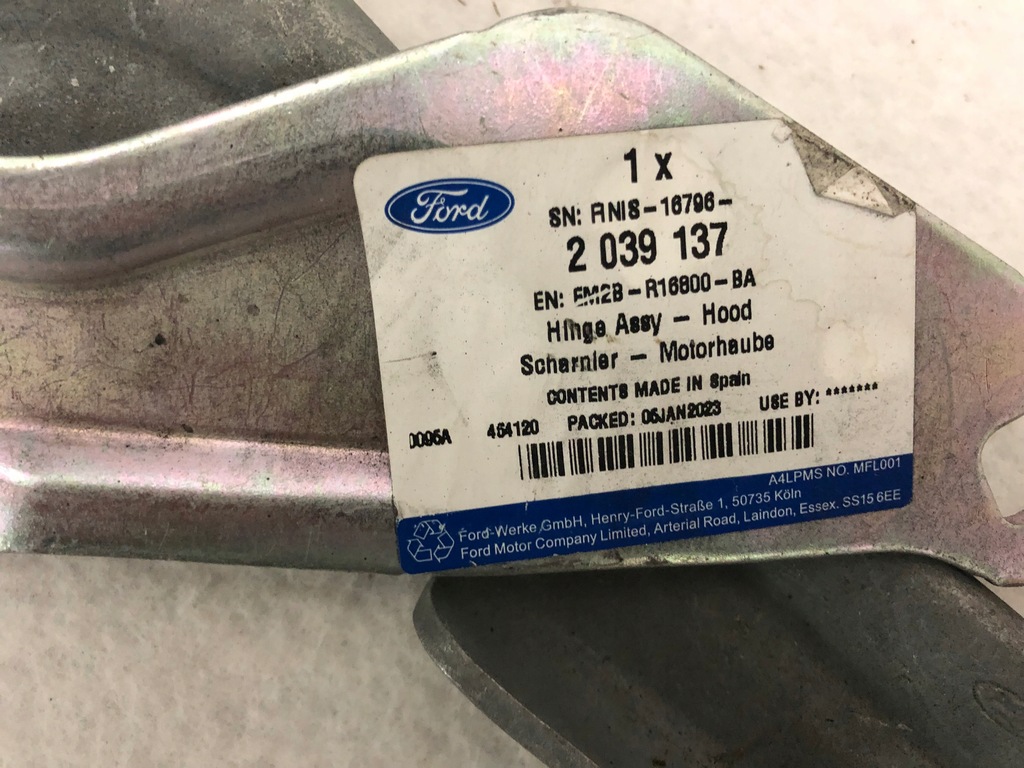 1 x
Ford
SN: RNIS-16796-
2 039 137
EN: EM2B-R16800-BA
Hinge Assy - Hood
Scharnier - Motorhaube
CONTENTS MADE IN Spain
0095A 454120 PACKED: 05JAN2023 USE BY: *******
A4LPMS NO. MFL001
Ford-Werke GmbH, Henry-Ford-Straße 1, 50735 Köln
Ford Motor Company Limited, Arterial Road, Laindon, Essex. SS15 6EE